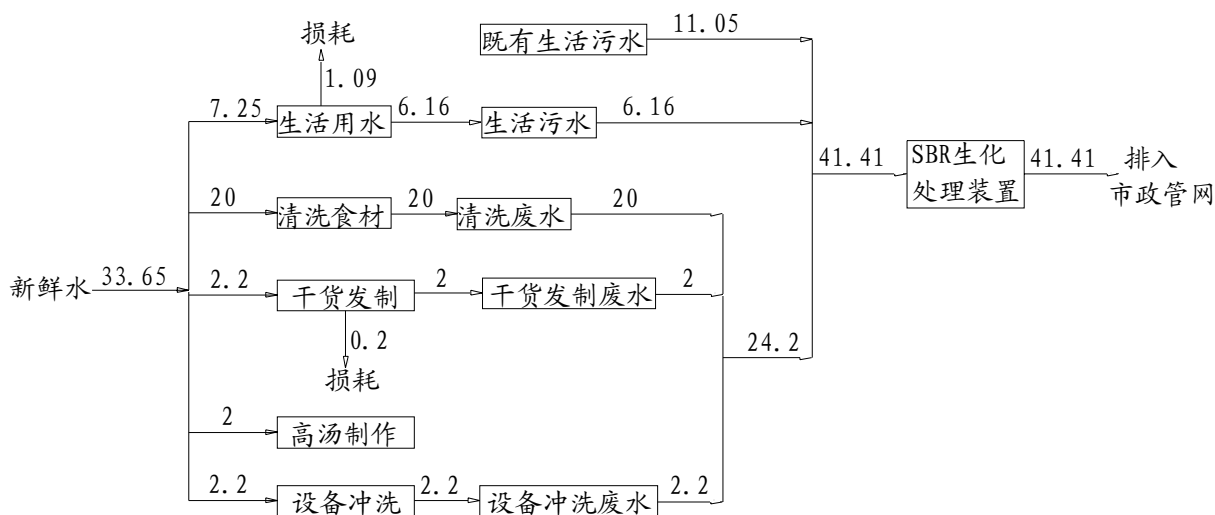 损耗
11.05
既有生活污水
1.09
7.25
生活用水
6.16
生活污水
6.16
41.41
SBR生化
处理装置
41.41
排入
市政管网
20
清洗食材
20
清洗废水
20
新鲜水
33.65
2.2
干货发制
2
干货发制废水
2
0.2
损耗
24.2
2
高汤制作
2.2
设备冲洗
2.2
设备冲洗废水
2.2